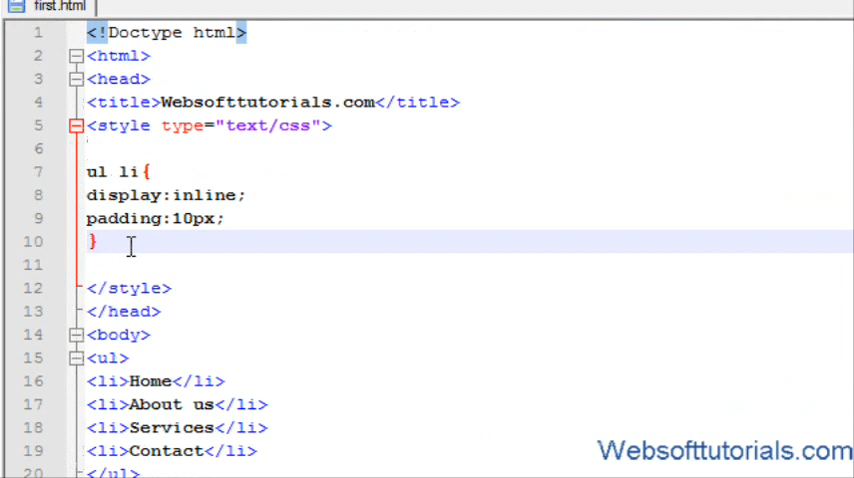 first.html
1 <!Doctype html>
2 <html>
3 <head>
4 <title>Websofttutorials.com</title>
5 <style type="text/css">
6
7 ul li{
8 display:inline;
9 padding:10px;
10 }
11
12 </style>
13 </head>
14 <body>
15 <ul>
16 <li>Home</li>
17 <li>About us</li>
18 <li>Services</li>
19 <li>Contact</li>
20 </ul>
Websofttutorials.com